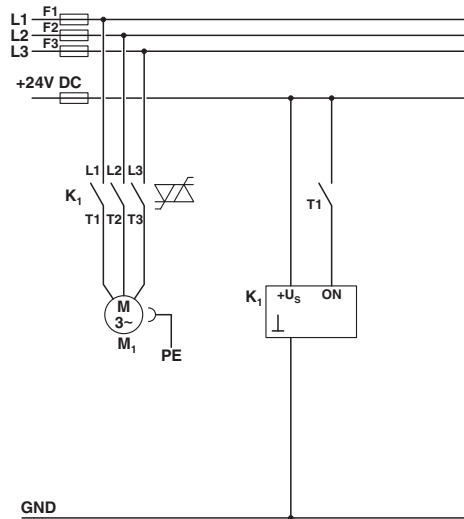 L1 F1
L2 F2
L3 F3
+24V DC
L1 L2 L3
K1
T1 T2 T3
T1
K1 +US ON
M
3~
M1
PE
GND